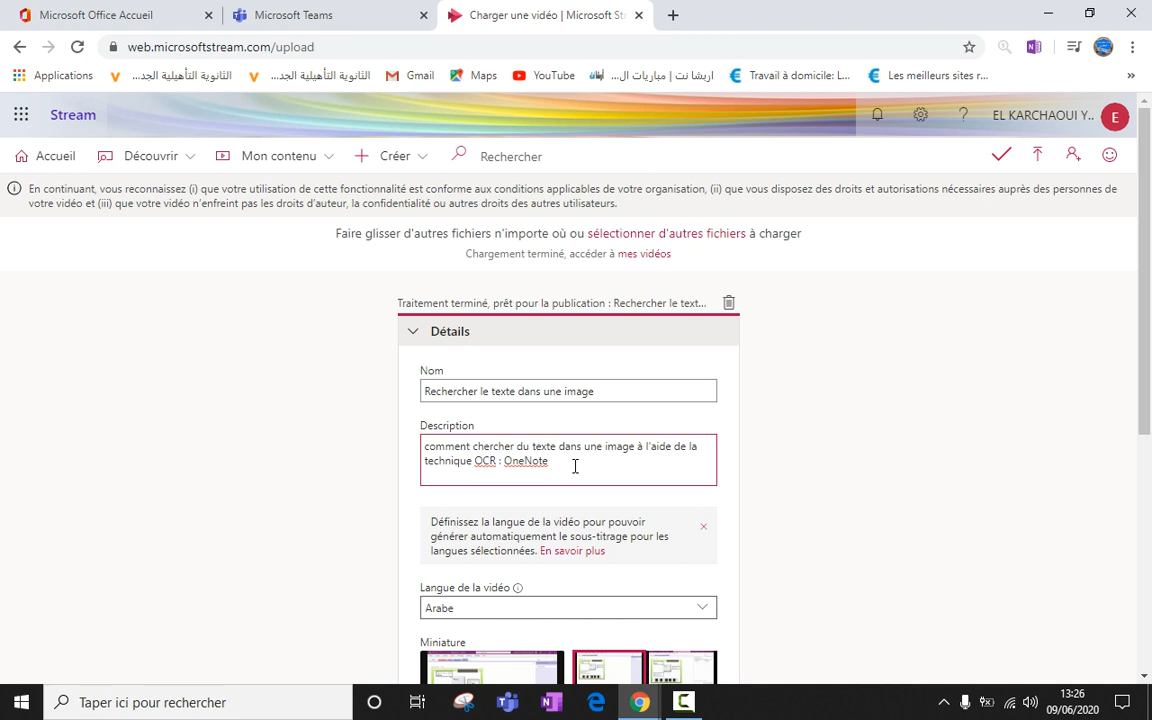 Microsoft Office Accueil
Microsoft Teams
Charger une vidéo | Microsoft St
web.microsoftstream.com/upload
Applications
الثانوية التأهيلية الجد...
الثانوية التأهيلية الجد...
Gmail
Maps
YouTube
اربشا نت | مباريات ال...
Travail à domicile: L...
Les meilleurs sites r...
»
Stream
EL KARCHAOUI Y..
E
Accueil
Découvrir
Mon contenu
Créer
Rechercher
En continuant, vous reconnaissez (i) que votre utilisation de cette fonctionnalité est conforme aux conditions applicables de votre organisation, (ii) que vous disposez des droits et autorisations nécessaires auprès des personnes de
votre vidéo et (iii) que votre vidéo n'enfreint pas les droits d'auteur, la confidentialité ou autres droits des autres utilisateurs.
Faire glisser d'autres fichiers n'importe où ou sélectionner d'autres fichiers à charger
Chargement terminé, accéder à mes vidéos
Traitement terminé, prêt pour la publication : Rechercher le text...
Détails
Nom
Rechercher le texte dans une image
Description
comment chercher du texte dans une image à l'aide de la
technique OCR : OneNote
Définissez la langue de la vidéo pour pouvoir
générer automatiquement le sous-titrage pour les
langues sélectionnées. En savoir plus
Langue de la vidéo
Arabe
Miniature
Taper ici pour rechercher
13:26
09/06/2020